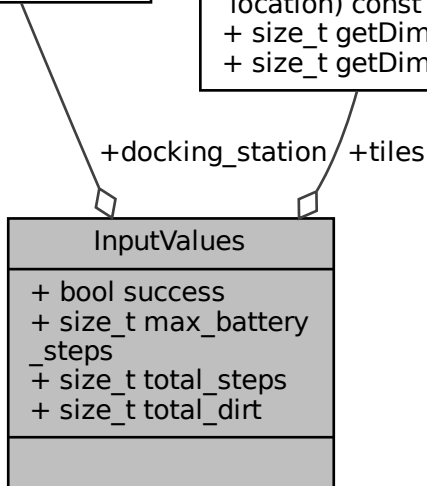 location) const
+ size_t getDim
+ size_t getDim
+docking_station
+tiles
InputValues
+ bool success
+ size_t max_battery
_steps
+ size_t total_steps
+ size_t total_dirt